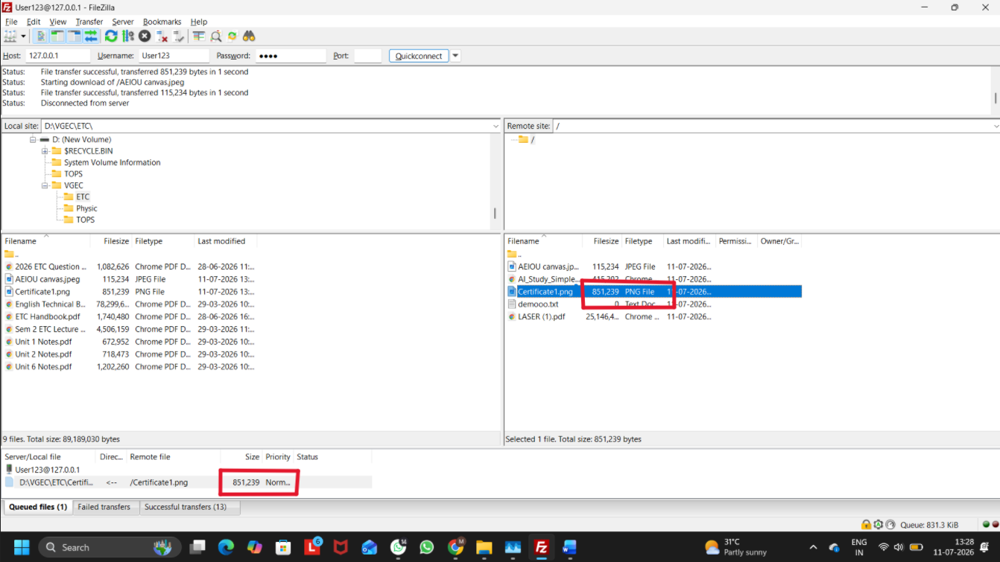 User123@127.0.0.1 - FileZilla
File Edit View Transfer Server Bookmarks Help
Host: 127.0.0.1 Username: User123 Password: •••• Port: Quickconnect
Status: File transfer successful, transferred 851,239 bytes in 1 second
Status: Starting download of /AEIOU canvas.jpeg
Status: File transfer successful, transferred 115,234 bytes in 1 second
Status: Disconnected from server
Local site: D:\VGEC\ETC\
D: (New Volume)
$RECYCLE.BIN
System Volume Information
TOPS
VGEC
ETC
Physic
TOPS
Remote site: /
/
Filename Filesize Filetype Last modified
..
2026 ETC Question ... 1,082,626 Chrome PDF D... 28-06-2026 11:...
AEIOU canvas.jpeg 115,234 JPEG File 11-07-2026 13:...
Certificate1.png 851,239 PNG File 11-07-2026 13:...
English Technical B... 78,299,6... Chrome PDF D... 29-03-2026 10:...
ETC Handbook.pdf 1,740,480 Chrome PDF D... 28-06-2026 16:...
Sem 2 ETC Lecture ... 4,506,159 Chrome PDF D... 29-03-2026 11:...
Unit 1 Notes.pdf 672,952 Chrome PDF D... 29-03-2026 10:...
Unit 2 Notes.pdf 718,473 Chrome PDF D... 29-03-2026 10:...
Unit 6 Notes.pdf 1,202,260 Chrome PDF D... 29-03-2026 10:...
9 files. Total size: 89,189,030 bytes
Filename Filesize Filetype Last modifi... Permissi... Owner/Gr...
..
AEIOU canvas.jp... 115,234 JPEG File 11-07-2026...
AI_Study_Simple... 415,202 Chrome 11-07-2026...
Certificate1.png 851,239 PNG File 11-07-2026...
demooo.txt 0 Text Doc 11-07-2026...
LASER (1).pdf 25,146,4... Chrome ... 11-07-2026...
Selected 1 file. Total size: 851,239 bytes
Server/Local file Direc... Remote file Size Priority Status
User123@127.0.0.1
D:\VGEC\ETC\Certifi... <-- /Certificate1.png 851,239 Norm...
Queued files (1) Failed transfers Successful transfers (13)
Queue: 831.3 KiB
Search
6
14
M
31°C
Partly sunny
ENG
IN
13:28
11-07-2026